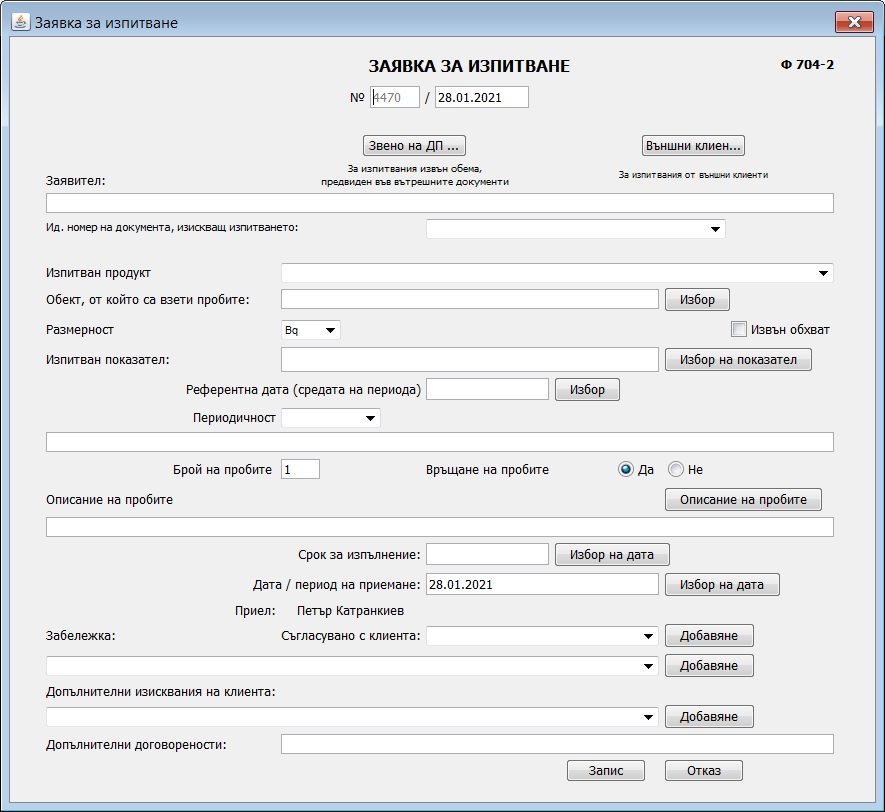 Заявка за изпитване
ЗАЯВКА ЗА ИЗПИТВАНЕ
Ф 704-2
№ 4470 / 28.01.2021
Звено на ДП ... Външни клиен...
За изпитвания извън обема,
предвиден във вътрешните документи
За изпитвания от външни клиенти
Заявител:
Ид. номер на документа, изискващ изпитването:
Изпитван продукт
Обект, от който са взети пробите: Избор
Размерност Bq Извън обхват
Изпитван показател: Избор на показател
Референтна дата (средата на периода) Избор
Периодичност
Брой на пробите 1 Връщане на пробите Да Не
Описание на пробите Описание на пробите
Срок за изпълнение: Избор на дата
Дата / период на приемане: 28.01.2021 Избор на дата
Приел: Петър Катранкиев
Забележка: Съгласувано с клиента: Добавяне
Добавяне
Допълнителни изисквания на клиента:
Добавяне
Допълнителни договорености:
Запис Отказ